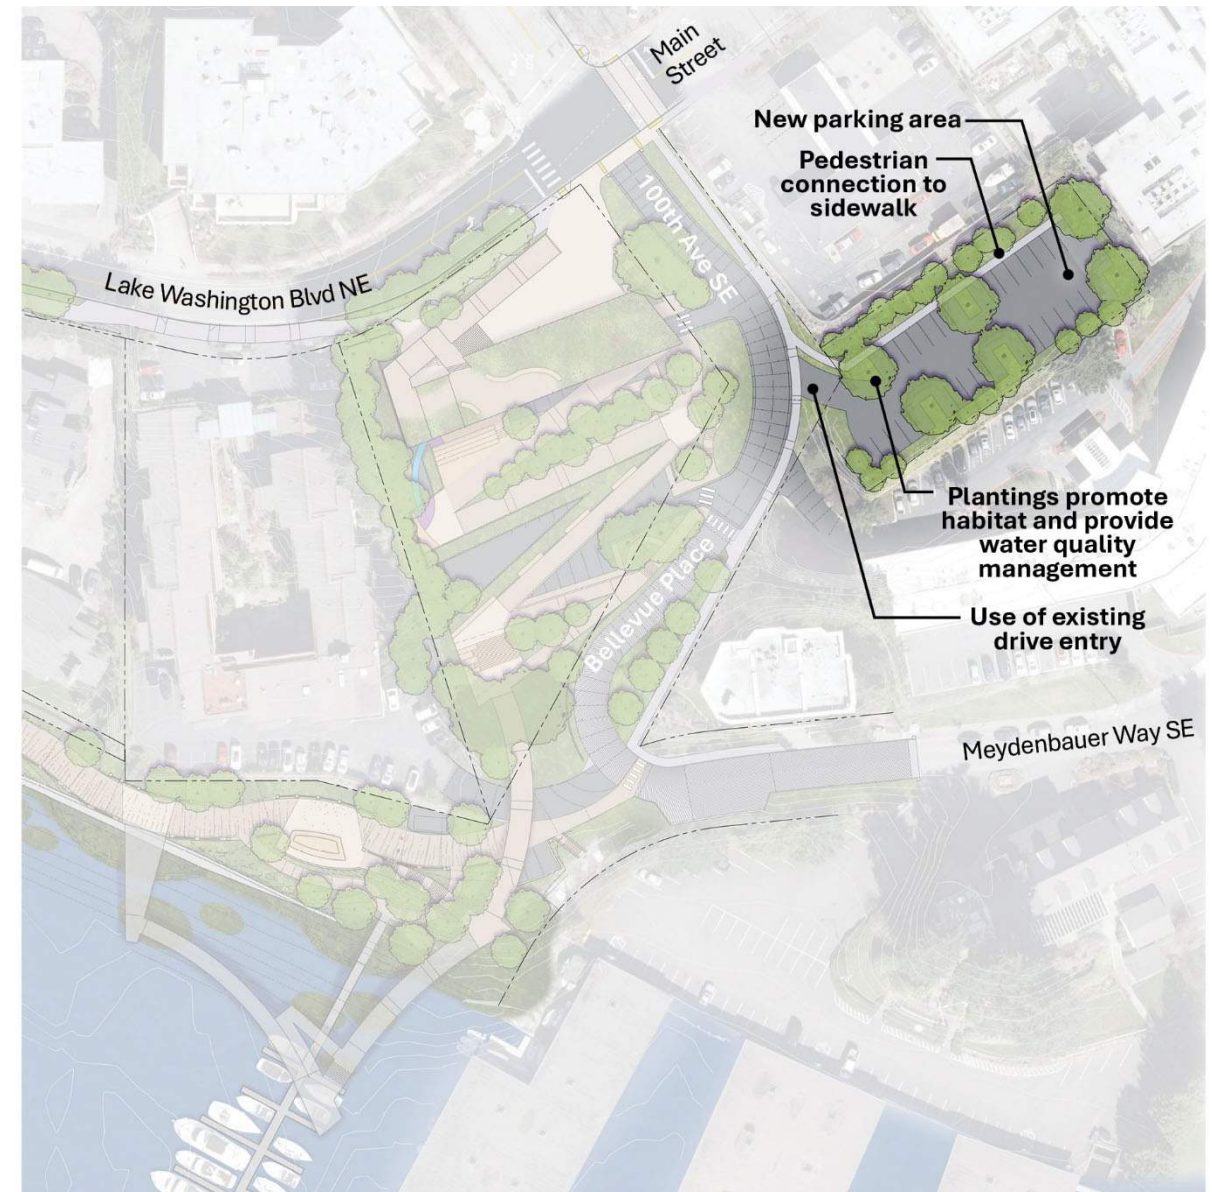 Main
Street
New parking area
Pedestrian
connection to
sidewalk
100th Ave SE
Lake Washington Blvd NE
Plantings promote
habitat and provide
water quality
management
Bellevue Place
Use of existing
drive entry
Meydenbauer Way SE